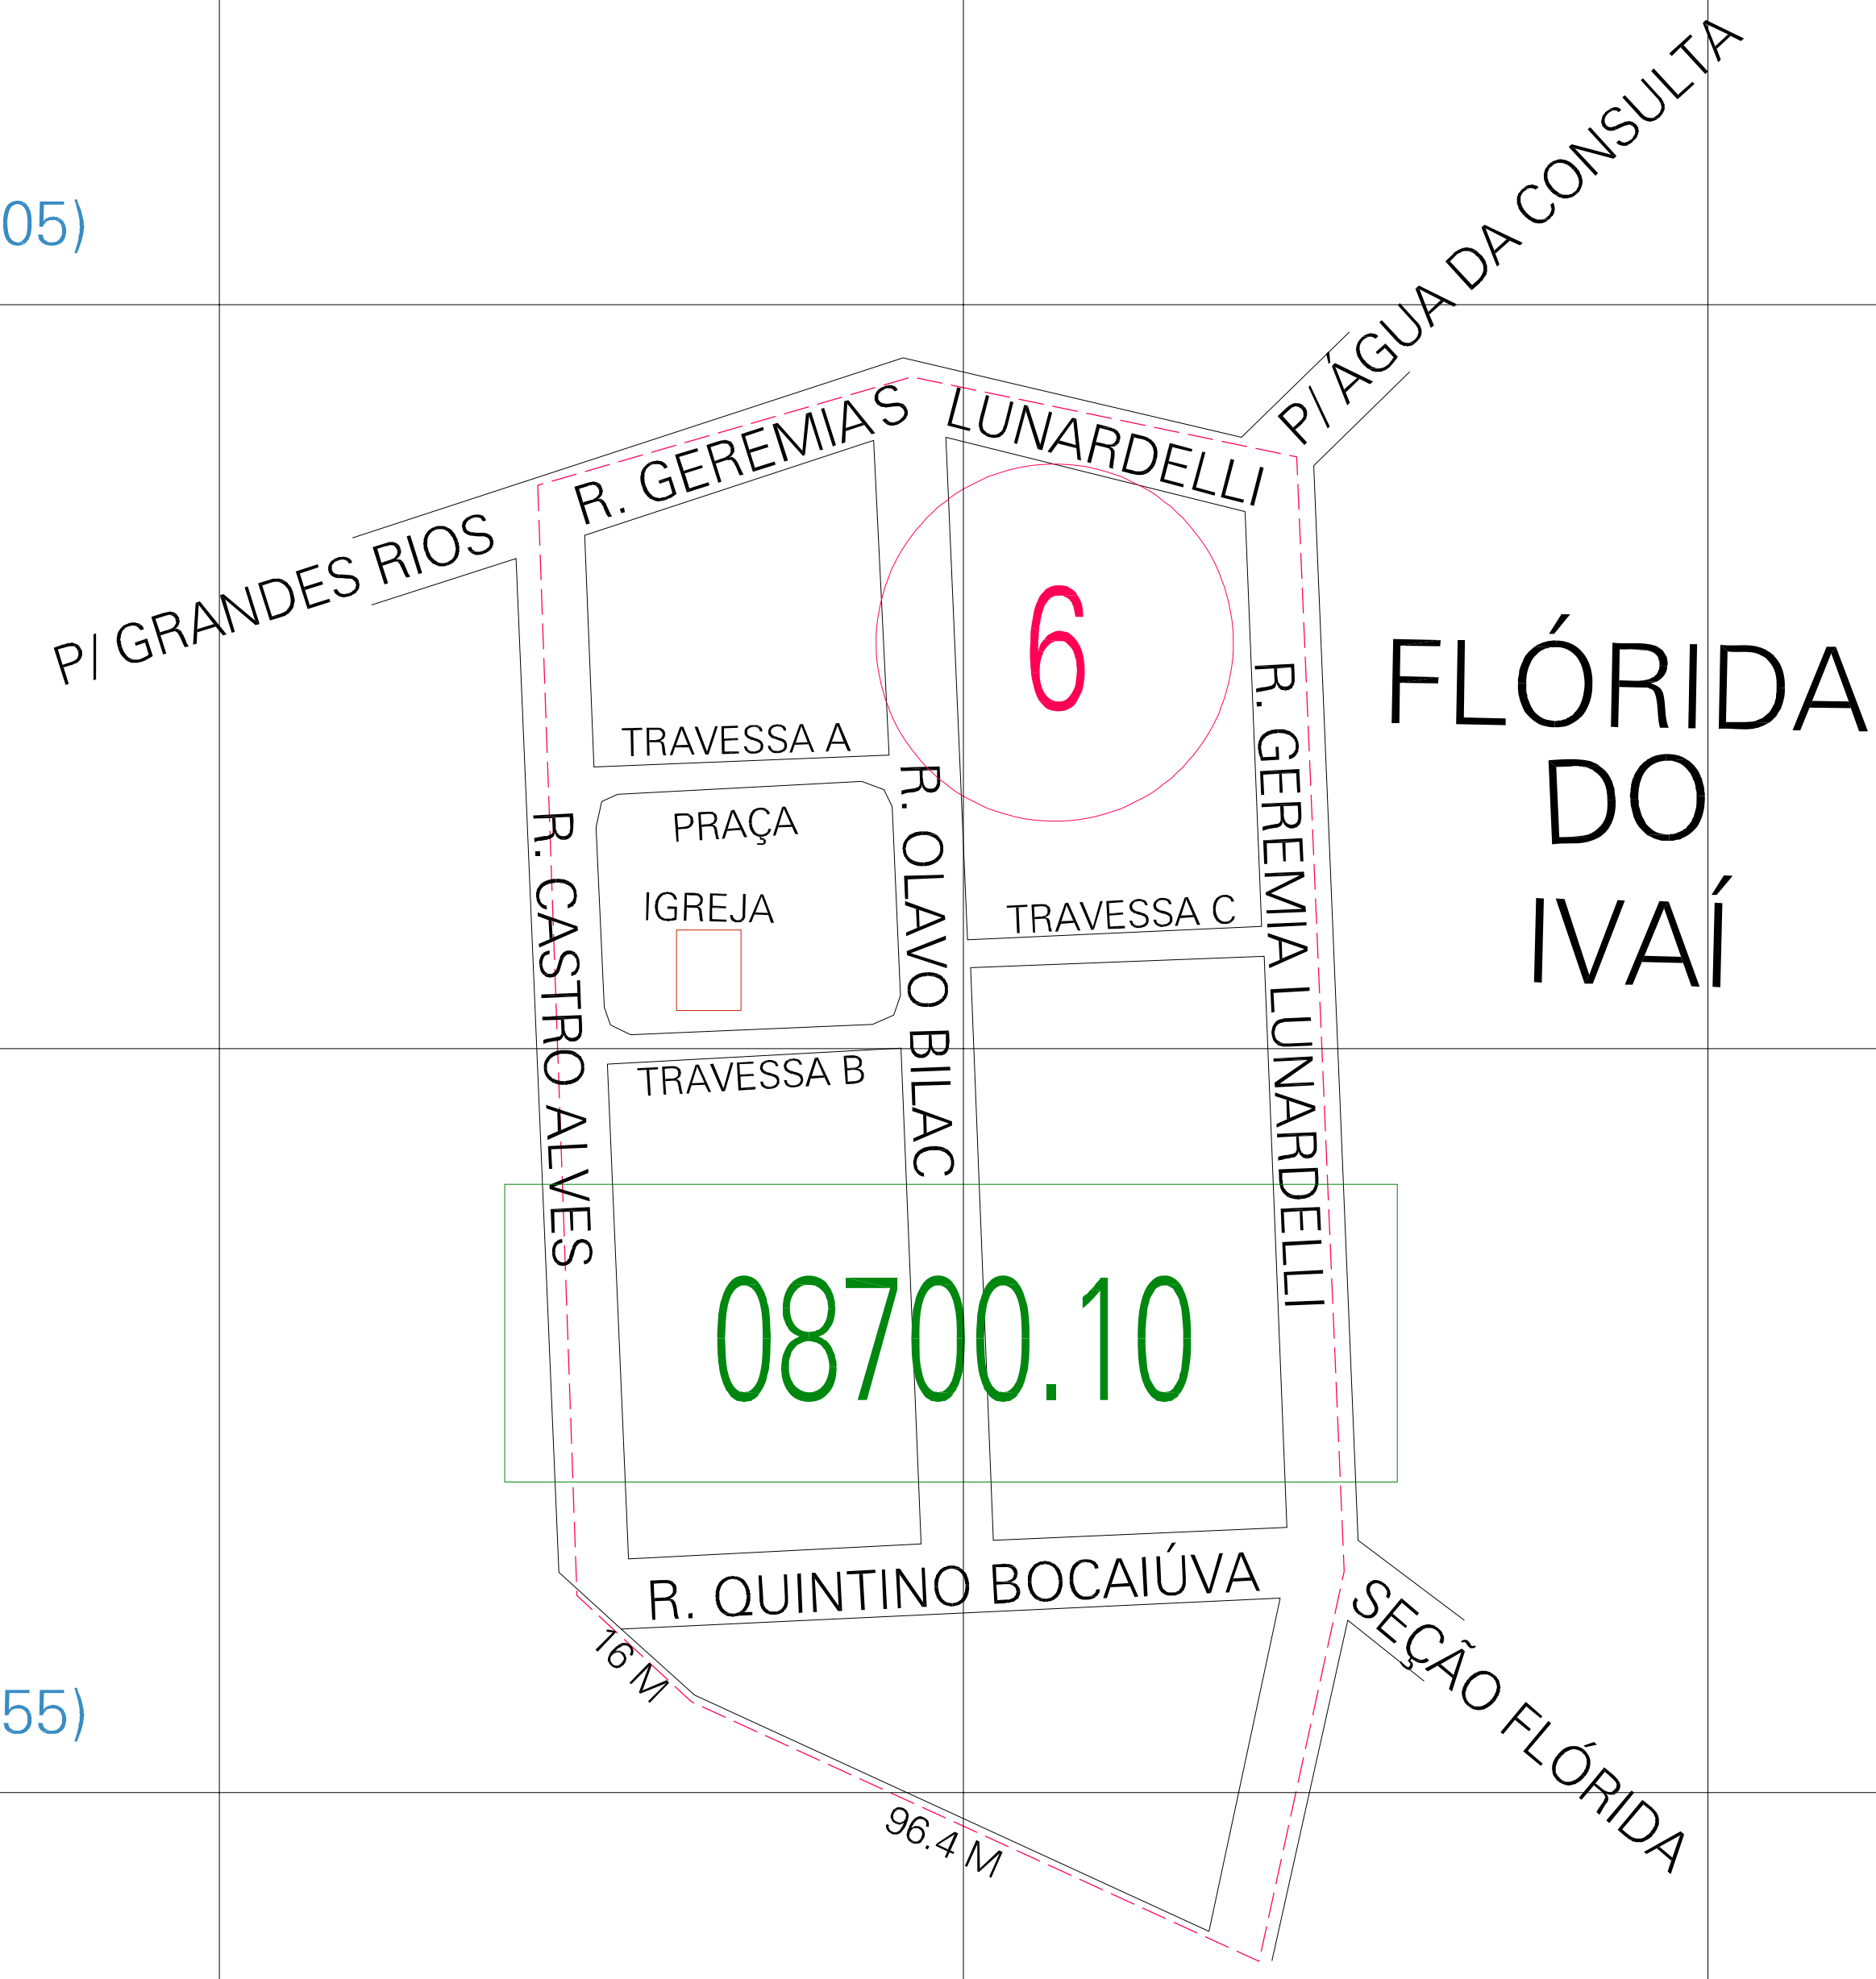 P/ ÁGUA DA CONSULTA
05)
R. GEREMIAS LUNARDELLI
P/ GRANDES RIOS
6
FLÓRIDA
DO
IVAÍ
R. GEREMIA LUNARDELLI
TRAVESSA A
R. OLAVO BILAC
PRAÇA
R. CASTRO ALVES
IGREJA
TRAVESSA C
TRAVESSA B
08700.10
R. QUINTINO BOCAIÚVA
SEÇÃO FLÓRIDA
16 M
55)
96.4 M